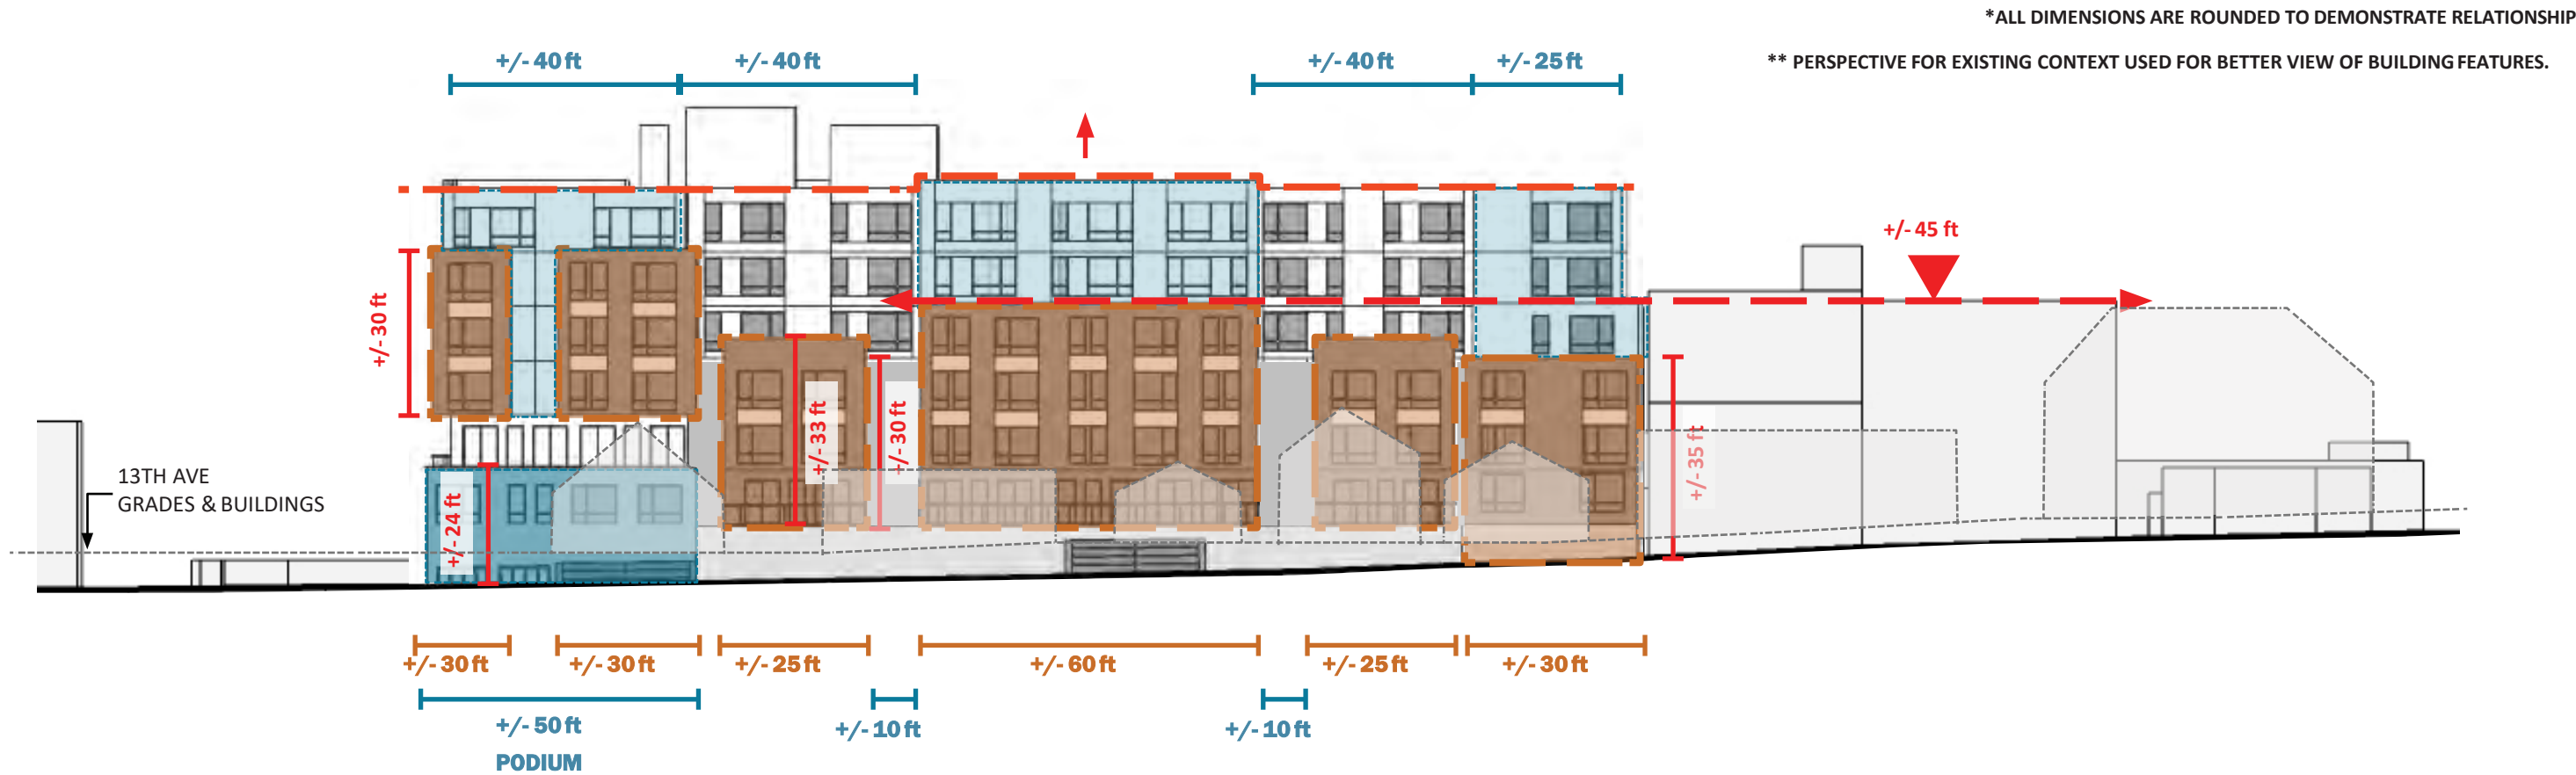 *ALL DIMENSIONS ARE ROUNDED TO DEMONSTRATE RELATIONSHIP
+/- 40 ft
+/- 40 ft
+/- 40 ft
+/- 25 ft
** PERSPECTIVE FOR EXISTING CONTEXT USED FOR BETTER VIEW OF BUILDING FEATURES.
+/- 45 ft
+/- 30 ft
+/- 33 ft
+/- 30 ft
+/- 35 ft
+/- 24 ft
13TH AVE
GRADES & BUILDINGS
+/- 30 ft
+/- 30 ft
+/- 25 ft
+/- 60 ft
+/- 25 ft
+/- 30 ft
+/- 50 ft
+/- 10 ft
+/- 10 ft
PODIUM